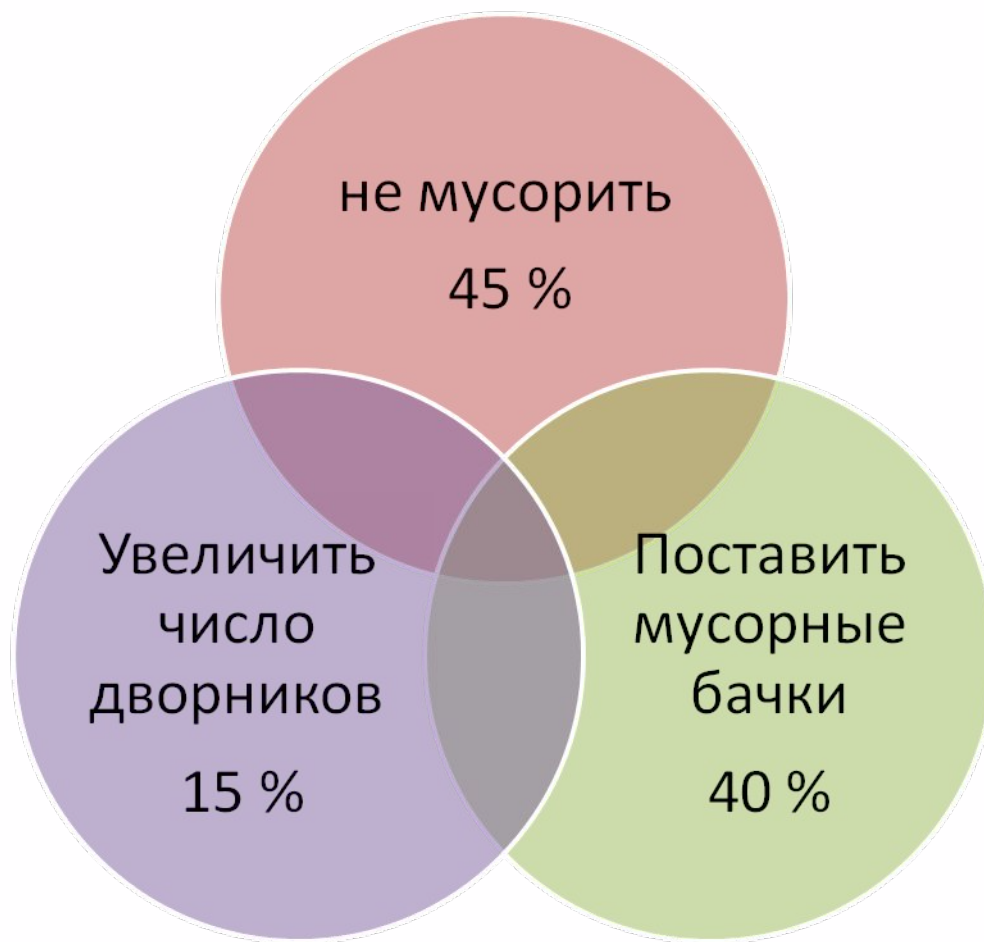 не мусорить
45 %
Увеличить
число
дворников
15 %
Поставить
мусорные
бачки
40 %